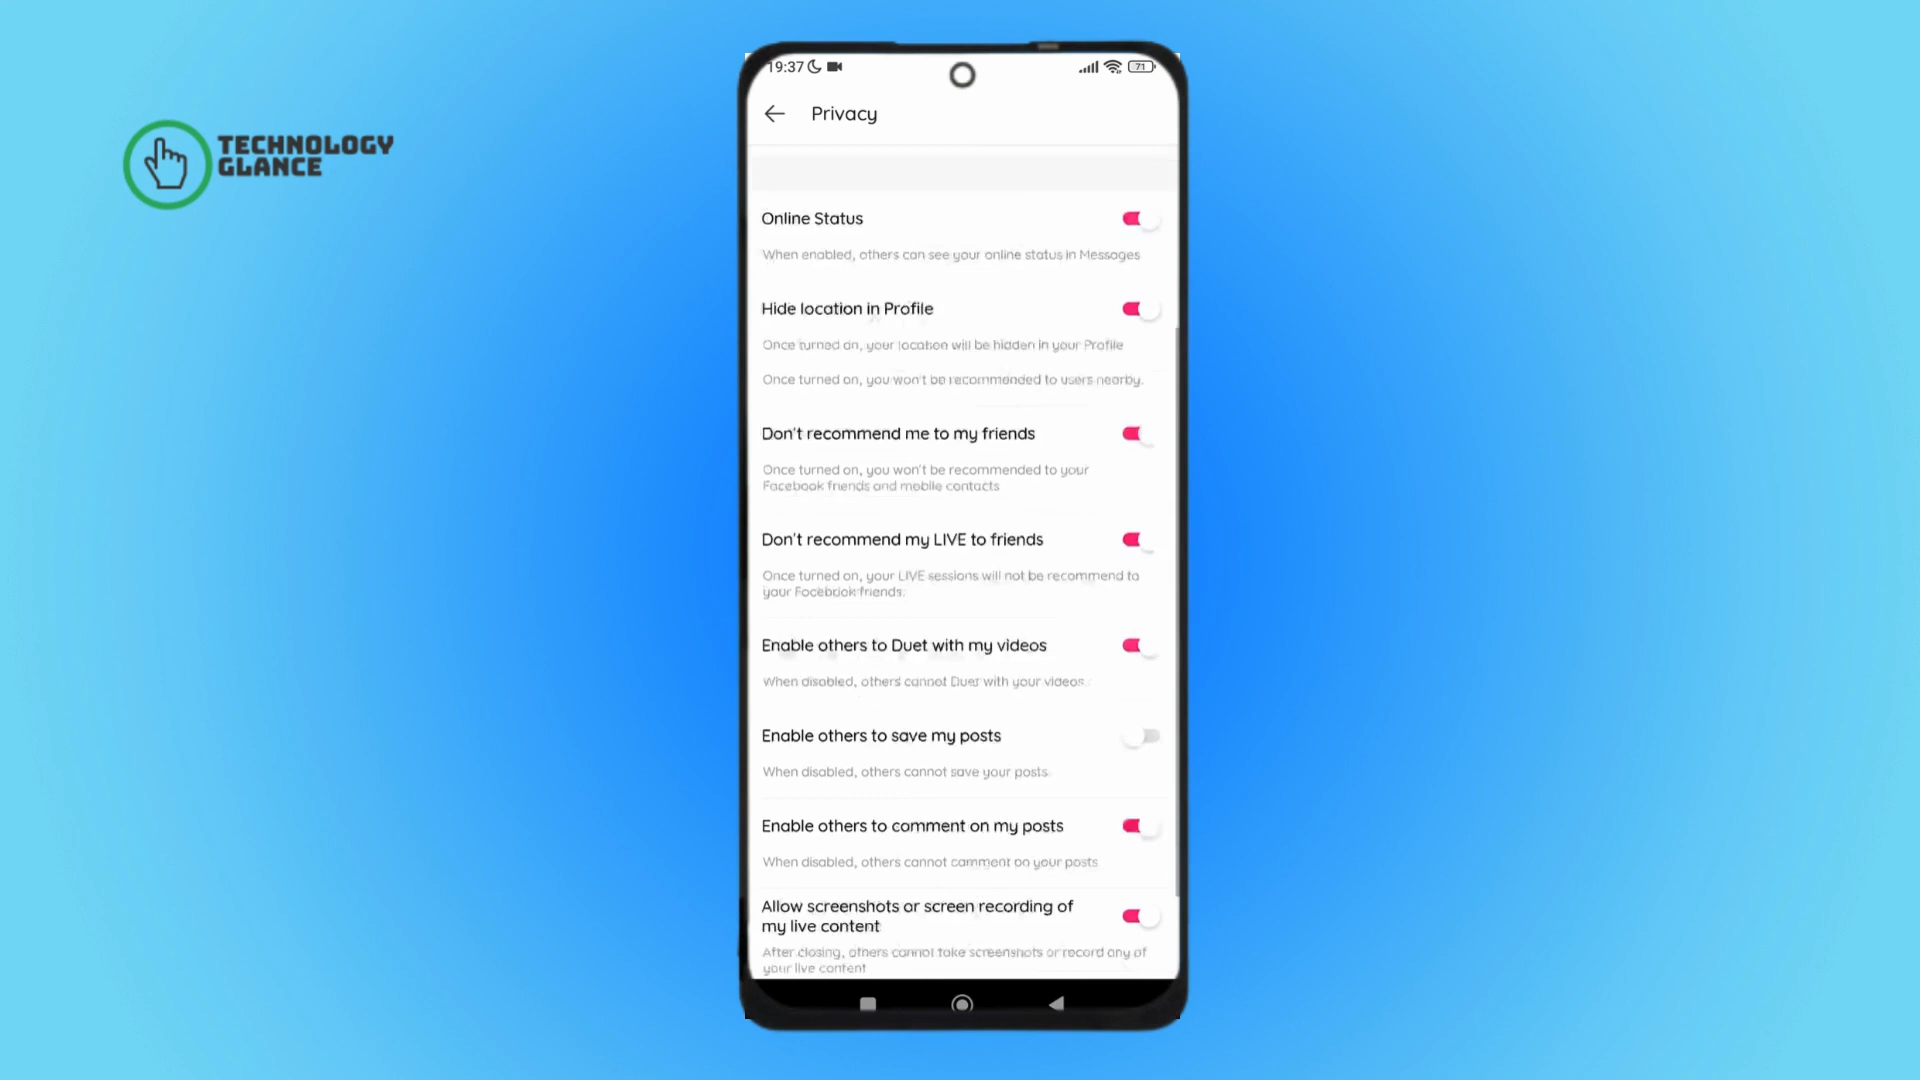 TECHNOLOGY
GLANCE
19:37
71
Privacy
Online Status
When enabled, others can see your online status in Messages
Hide location in Profile
Once turned on, your location will be hidden in your Profile
Once turned on, you won't be recommended to users nearby.
Don't recommend me to my friends
Once turned on, you won't be recommended to your
Facebook friends and mobile contacts
Don't recommend my LIVE to friends
Once turned on, your LIVE sessions will not be recommend to
your Facebook friends.
Enable others to Duet with my videos
When disabled, others cannot Duet with your videos.
Enable others to save my posts
When disabled, others cannot save your posts.
Enable others to comment on my posts
When disabled, others cannot comment on your posts
Allow screenshots or screen recording of
my live content
After closing, others cannot take screenshots or record any of
your live content